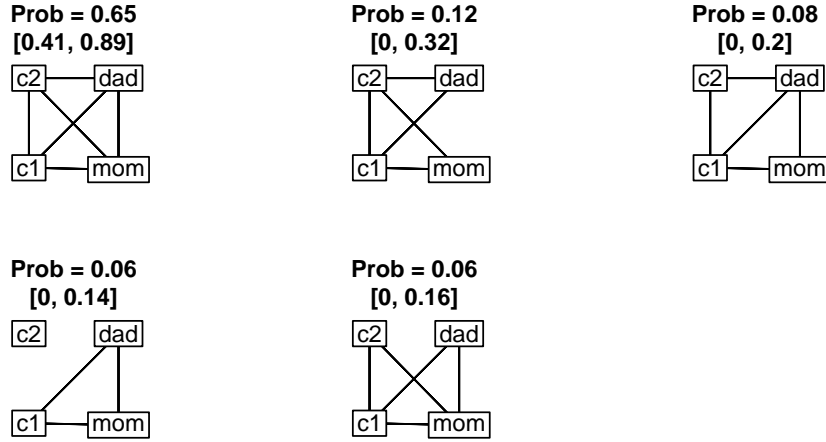 Prob = 0.65
[0.41, 0.89]
c2 dad
c1 mom
Prob = 0.12
[0, 0.32]
c2 dad
c1 mom
Prob = 0.08
[0, 0.2]
c2 dad
c1 mom
Prob = 0.06
[0, 0.14]
c2 dad
c1 mom
Prob = 0.06
[0, 0.16]
c2 dad
c1 mom